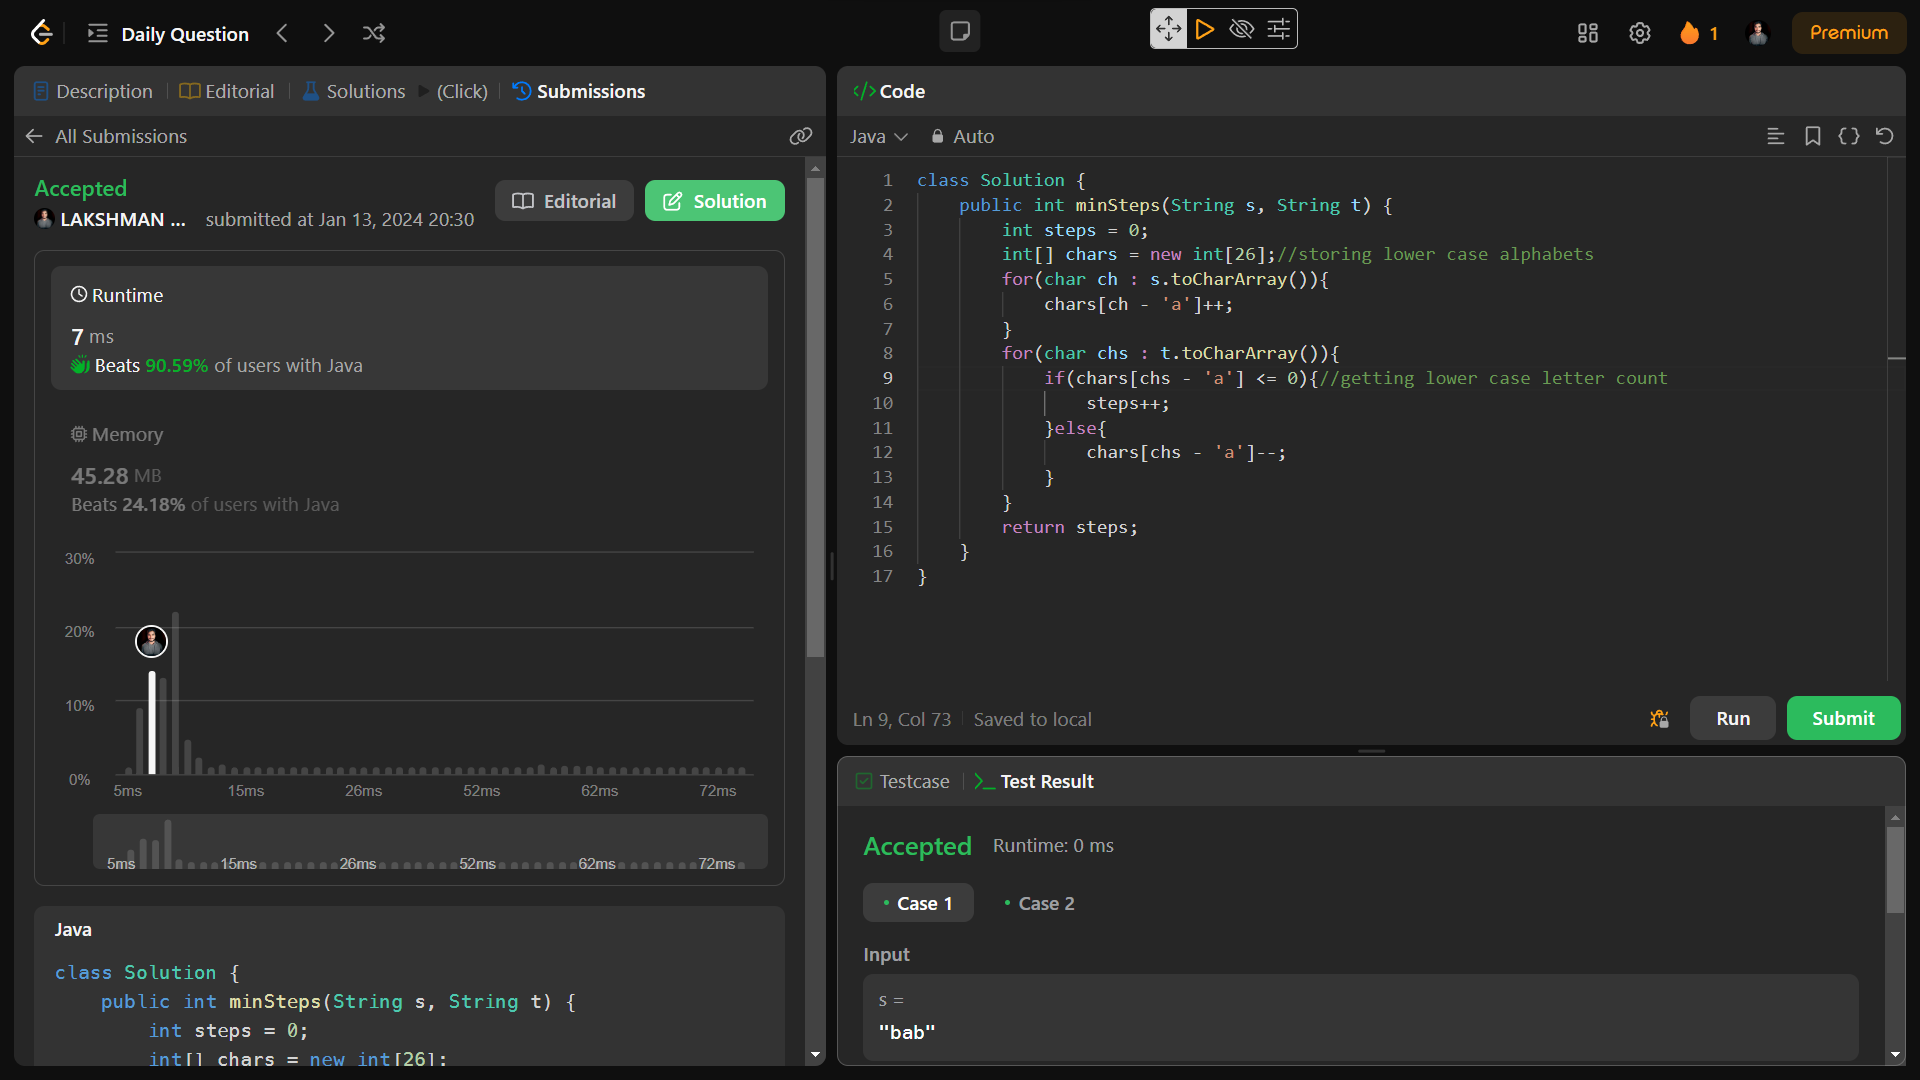 Daily Question
1
Premium
Description
Editorial
Solutions
(Click)
Submissions
All Submissions
Accepted
LAKSHMAN ...
submitted at Jan 13, 2024 20:30
Editorial
Solution
Runtime
7 ms
Beats 90.59% of users with Java
Memory
45.28 MB
Beats 24.18% of users with Java
30%
20%
10%
0%
5ms 15ms 26ms 52ms 62ms 72ms
5ms 15ms 26ms 52ms 62ms 72ms
Java
class Solution {
    public int minSteps(String s, String t) {
        int steps = 0;
        int[] chars = new int[26];
</> Code
Java
Auto
1 class Solution {
2     public int minSteps(String s, String t) {
3         int steps = 0;
4         int[] chars = new int[26];//storing lower case alphabets
5         for(char ch : s.toCharArray()){
6             chars[ch - 'a']++;
7         }
8         for(char chs : t.toCharArray()){
9             if(chars[chs - 'a'] <= 0){//getting lower case letter count
10                 steps++;
11             }else{
12                 chars[chs - 'a']--;
13             }
14         }
15         return steps;
16     }
17 }
Ln 9, Col 73
Saved to local
Run
Submit
Testcase
Test Result
Accepted
Runtime: 0 ms
Case 1
Case 2
Input
s =
"bab"